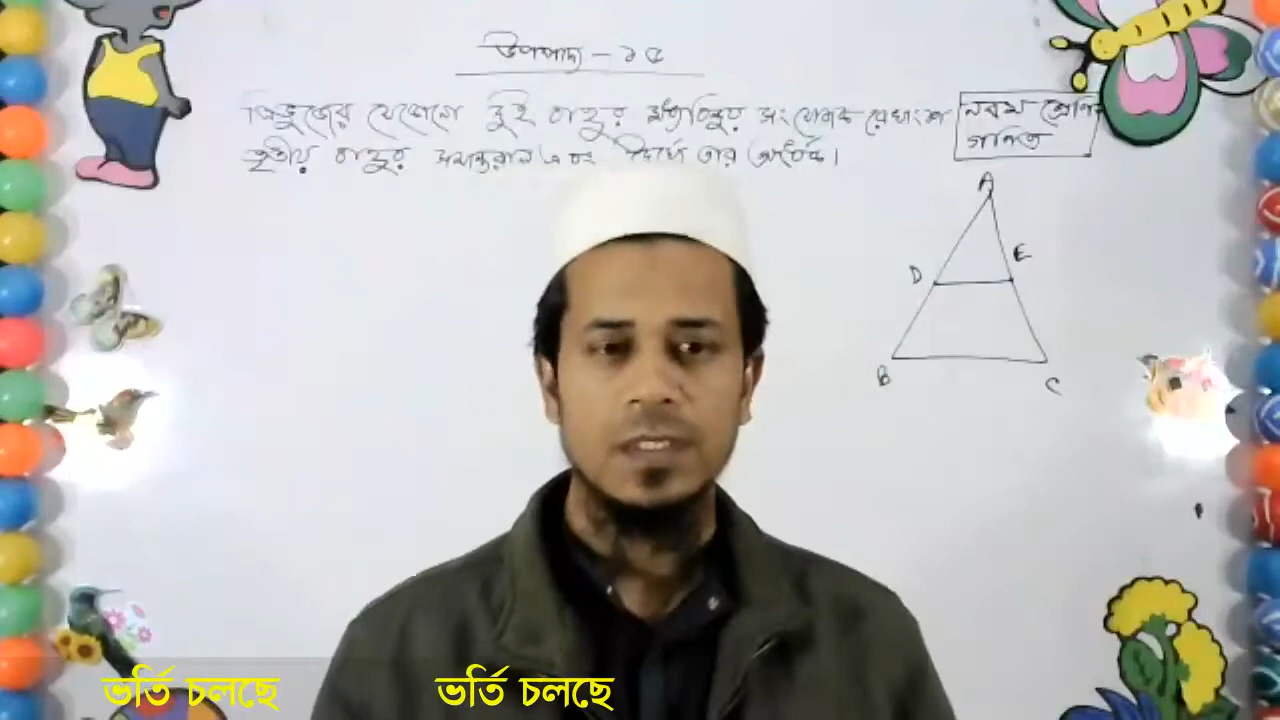 উপপাদ্য – ১৫
ত্রিভুজের যেকোনো দুই বাহুর মধ্যবিন্দুর সংযোজক রেখাংশ
তৃতীয় বাহুর সমান্তরাল এবং দৈর্ঘ্যে তার অর্ধেক।
নবম শ্রেণি
গণিত
A
D
E
B
C
ভর্তি চলছে ভর্তি চলছে